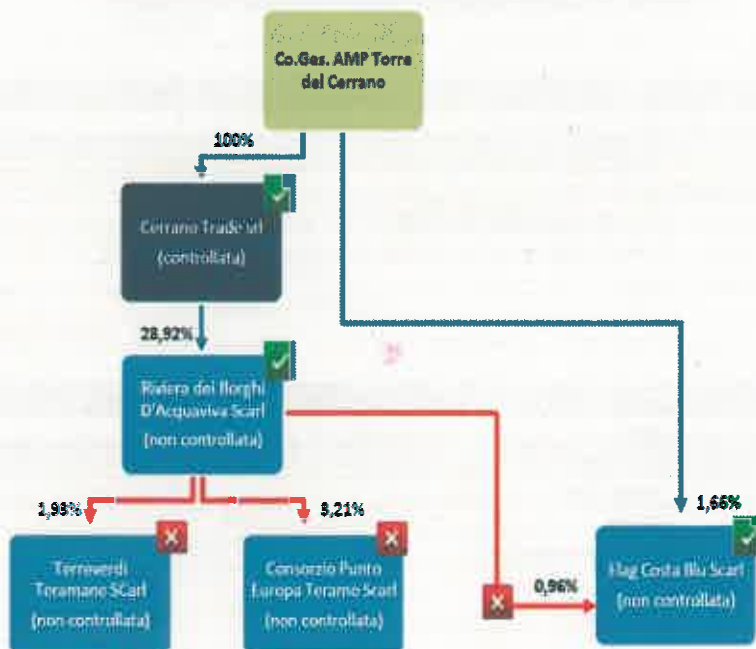 Co.Ges. AMP Torre
del Cerrano
100%
Cerrano Trade srl
(controllata)
28,92%
Riviera dei Borghi
D'Acquaviva Scarl
(non controllata)
1,93%
3,21%
1,66%
Terreverdi
Teramane SCarl
(non controllata)
Consorzio Punto
Europa Teramo Scarl
(non controllata)
0,96%
Flag Costa Blu Scarl
(non controllata)